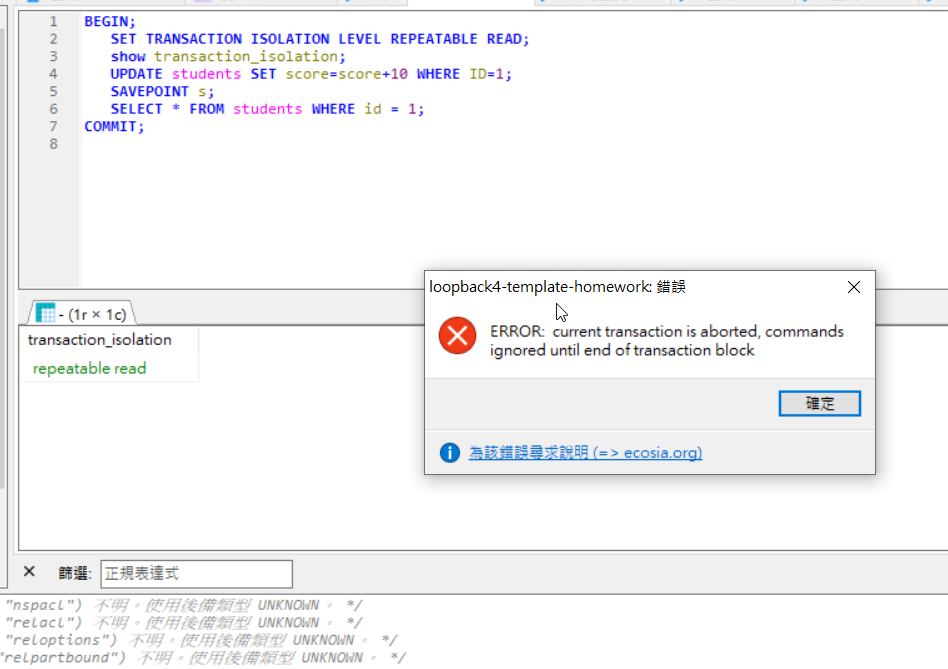 1 BEGIN;
2 SET TRANSACTION ISOLATION LEVEL REPEATABLE READ;
3 show transaction_isolation;
4 UPDATE students SET score=score+10 WHERE ID=1;
5 SAVEPOINT s;
6 SELECT * FROM students WHERE id = 1;
7 COMMIT;
8
loopback4-template-homework: 錯誤
ERROR: current transaction is aborted, commands
ignored until end of transaction block
確定
為該錯誤尋求說明 (=> ecosia.org)
- (1r × 1c)
transaction_isolation
repeatable read
篩選: 正規表達式
"nspacl") 不明。使用後備類型 UNKNOWN。 */
"relacl") 不明。使用後備類型 UNKNOWN。 */
"reloptions") 不明。使用後備類型 UNKNOWN。 */
"relpartbound") 不明。使用後備類型 UNKNOWN。 */